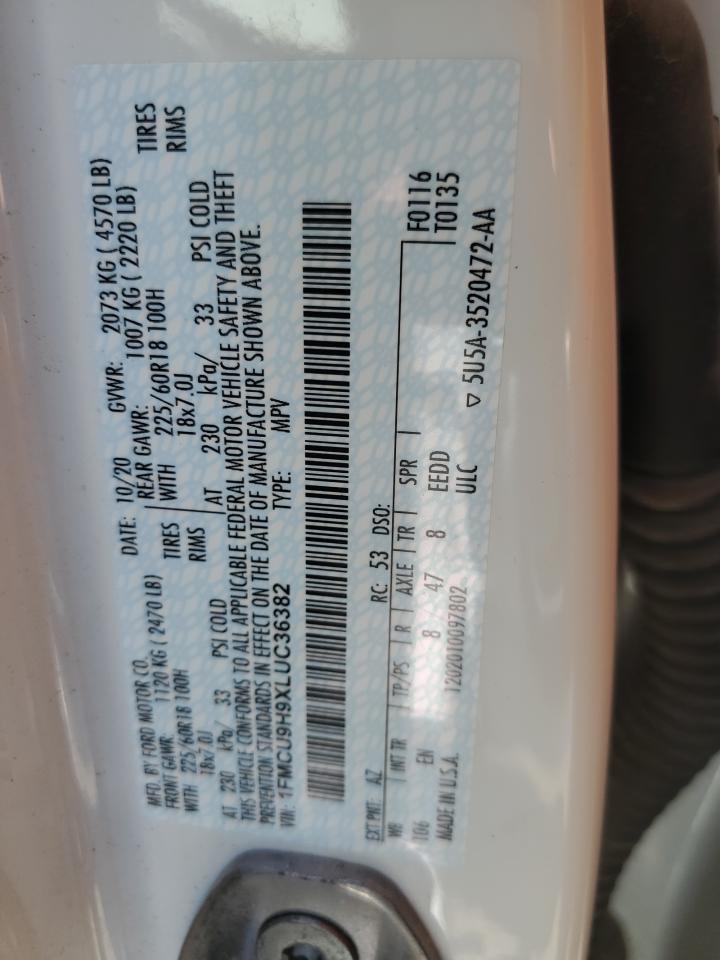 MFD. BY FORD MOTOR CO.
DATE: 10/20 GVWR: 2073 KG ( 4570 LB)
FRONT GAWR: 1120 KG ( 2470 LB)
REAR GAWR: 1007 KG ( 2220 LB)
WITH 225/60R18 100H TIRES
WITH 225/60R18 100H TIRES
18x7.0J RIMS
18x7.0J RIMS
AT 230 kPa/ 33 PSI COLD
AT 230 kPa/ 33 PSI COLD
THIS VEHICLE CONFORMS TO ALL APPLICABLE FEDERAL MOTOR VEHICLE SAFETY AND THEFT
PREVENTION STANDARDS IN EFFECT ON THE DATE OF MANUFACTURE SHOWN ABOVE.
VIN: 1FMCU9H9XLUC36382 TYPE: MPV
EXT PNT: AZ RC: 53 DSO:
WB INT TR TP/PS R AXLE TR SPR F0116
106 EN 8 47 8 EEDD T0135
MADE IN U.S.A. 1202010097802 ULC
▽ 5U5A-3520472-AA